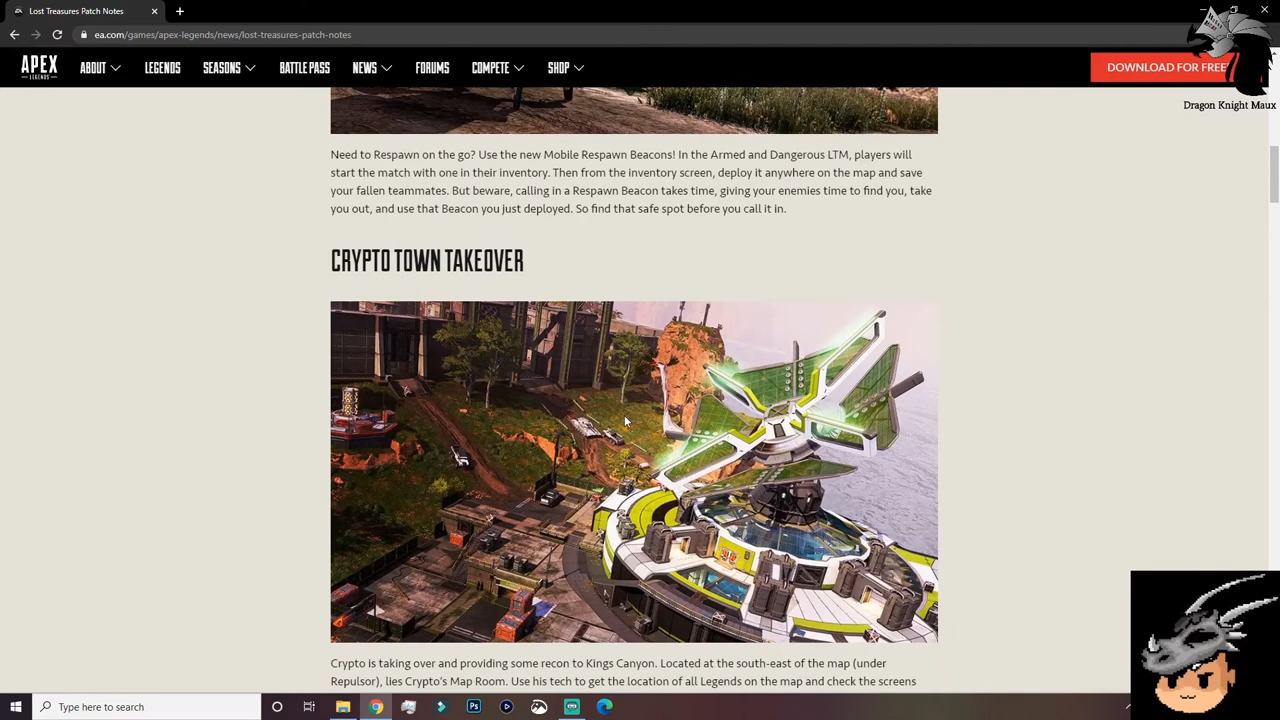 Lost Treasures Patch Notes
ea.com/games/apex-legends/news/lost-treasures-patch-notes
APEX
LEGENDS
ABOUT
LEGENDS
SEASONS
BATTLE PASS
NEWS
FORUMS
COMPETE
SHOP
DOWNLOAD FOR FREE
Dragon Knight Maux
Need to Respawn on the go? Use the new Mobile Respawn Beacons! In the Armed and Dangerous LTM, players will
start the match with one in their inventory. Then from the inventory screen, deploy it anywhere on the map and save
your fallen teammates. But beware, calling in a Respawn Beacon takes time, giving your enemies time to find you, take
you out, and use that Beacon you just deployed. So find that safe spot before you call it in.
CRYPTO TOWN TAKEOVER
Crypto is taking over and providing some recon to Kings Canyon. Located at the south-east of the map (under
Repulsor), lies Crypto's Map Room. Use his tech to get the location of all Legends on the map and check the screens
Type here to search
Ps